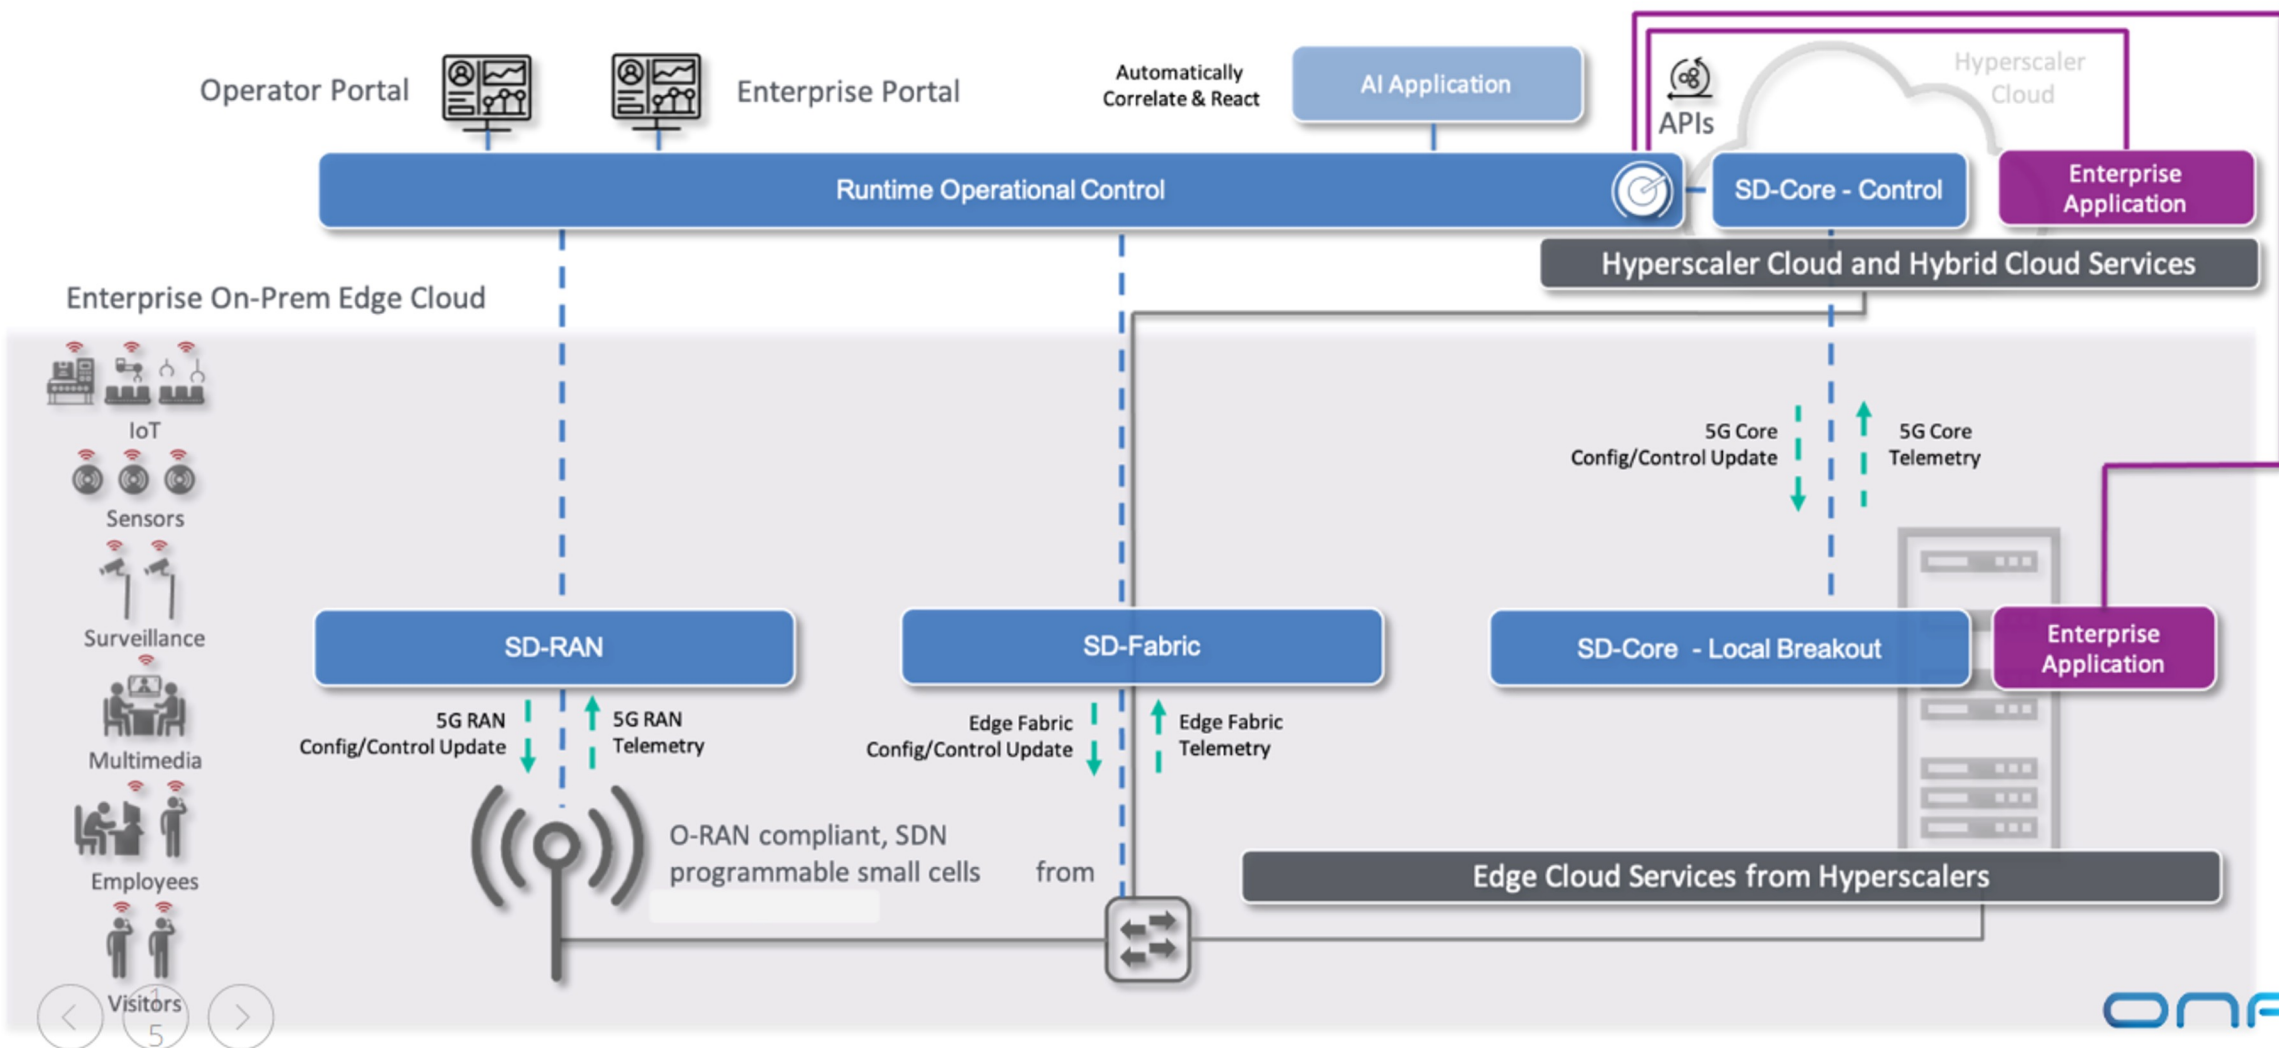 Operator Portal
Enterprise Portal
Automatically
Correlate & React
AI Application
APIs
Hyperscaler
Cloud
Runtime Operational Control
SD-Core - Control
Enterprise
Application
Hyperscaler Cloud and Hybrid Cloud Services
Enterprise On-Prem Edge Cloud
IoT
Sensors
Surveillance
Multimedia
Employees
Visitors
5G Core
Config/Control Update
5G Core
Telemetry
SD-RAN
SD-Fabric
SD-Core - Local Breakout
Enterprise
Application
5G RAN
Config/Control Update
5G RAN
Telemetry
Edge Fabric
Config/Control Update
Edge Fabric
Telemetry
O-RAN compliant, SDN
programmable small cells from
Edge Cloud Services from Hyperscalers
1
5